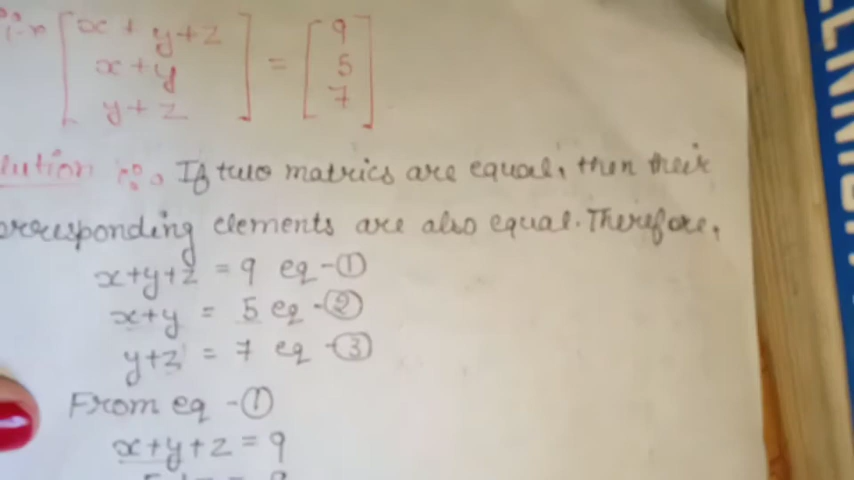 [x + y + z] = [9]
[x + y] [5]
[y + z] [7]
If two matrics are equal, then their
corresponding elements are also equal. Therefore,
x+y+z = 9 eq - ①
x+y = 5 eq - ②
y+z = 7 eq - ③
From eq - ①
x+y+z = 9